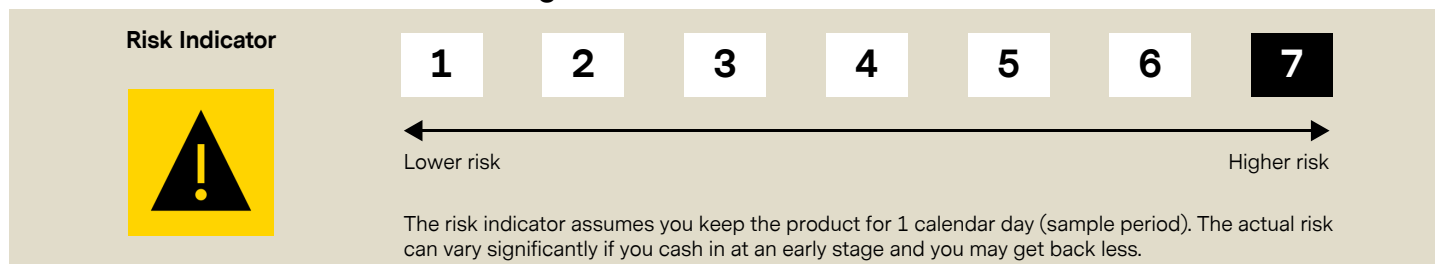 Risk Indicator
1 2 3 4 5 6 7
Lower risk Higher risk
The risk indicator assumes you keep the product for 1 calendar day (sample period). The actual risk
can vary significantly if you cash in at an early stage and you may get back less.